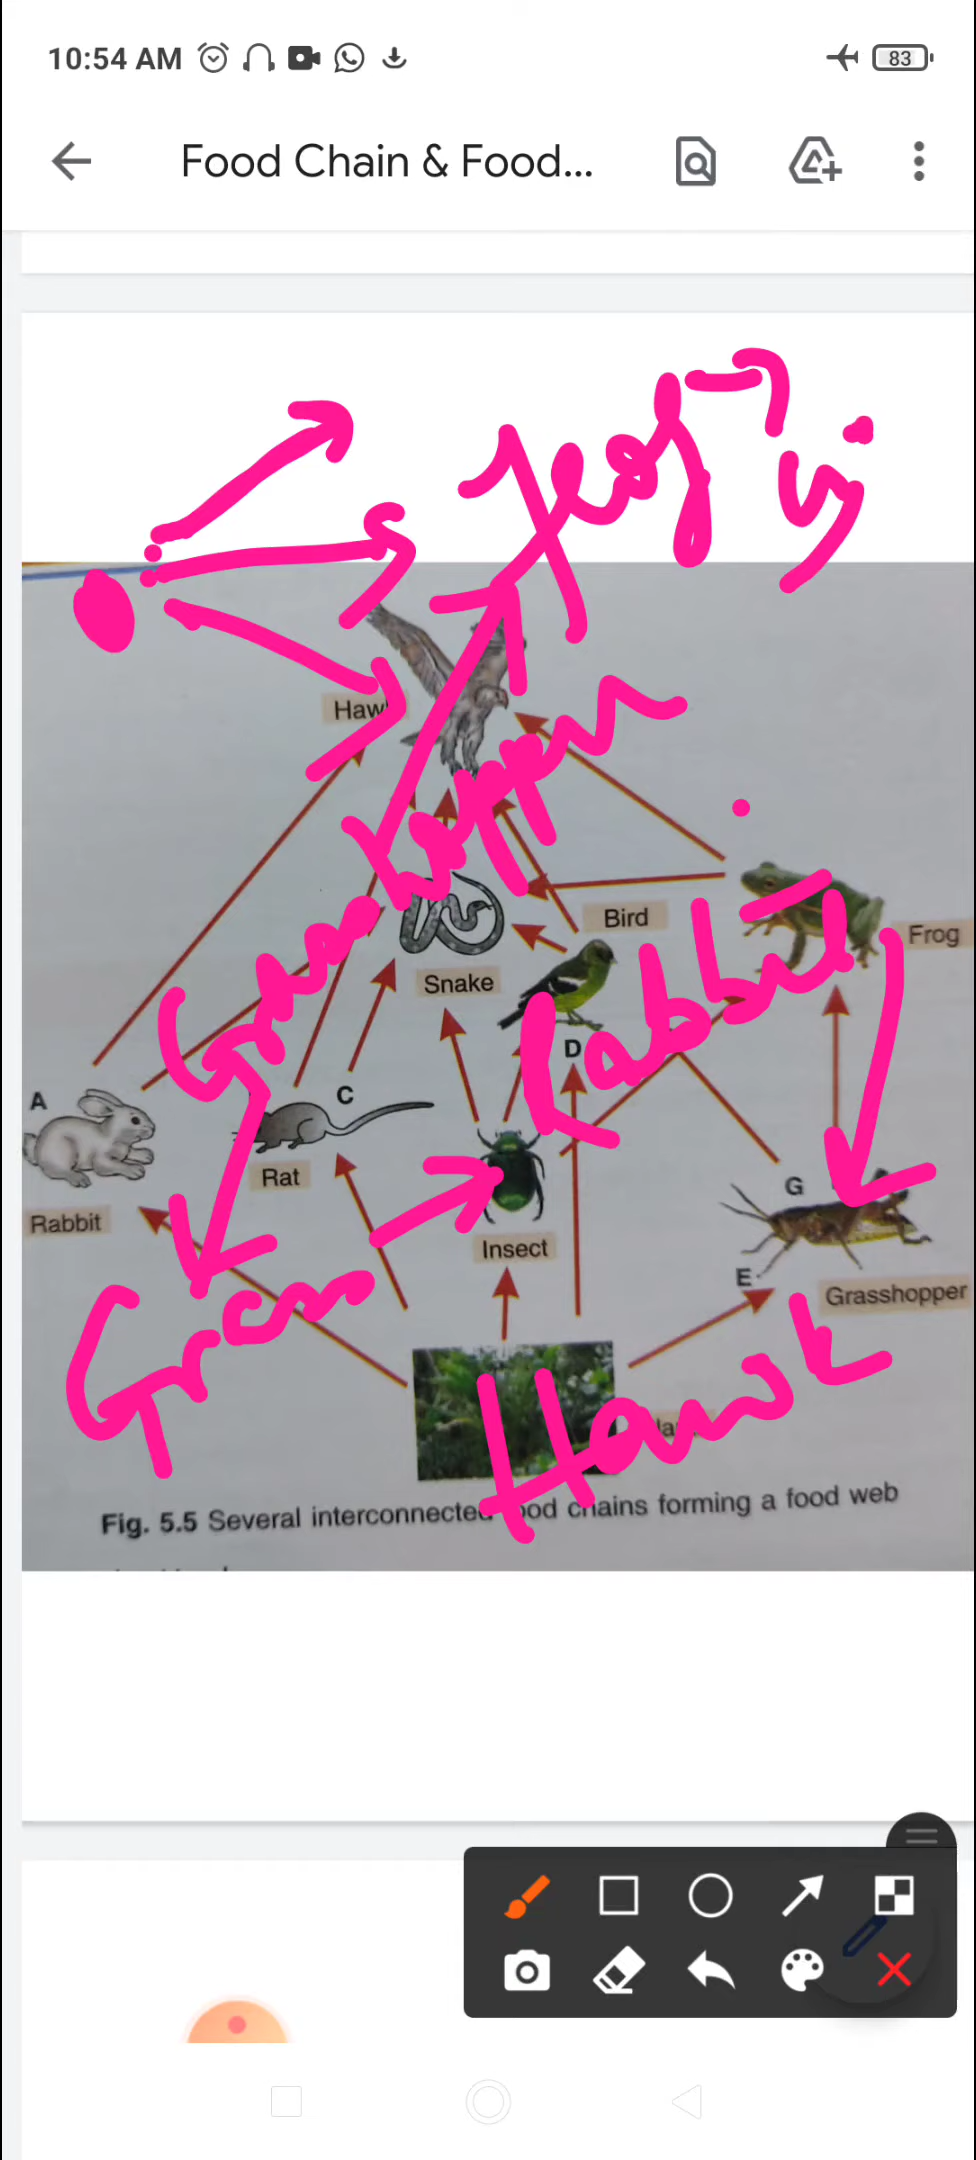 10:54 AM
83
Food Chain & Food...
Frog
Haw
Grasshopper
Bird
Rabbit
Frog
Snake
D
A
C
Rat
G
Rabbit
Insect
E
Grasshopper
Grass
Hawk
Fig. 5.5 Several interconnected food chains forming a food web